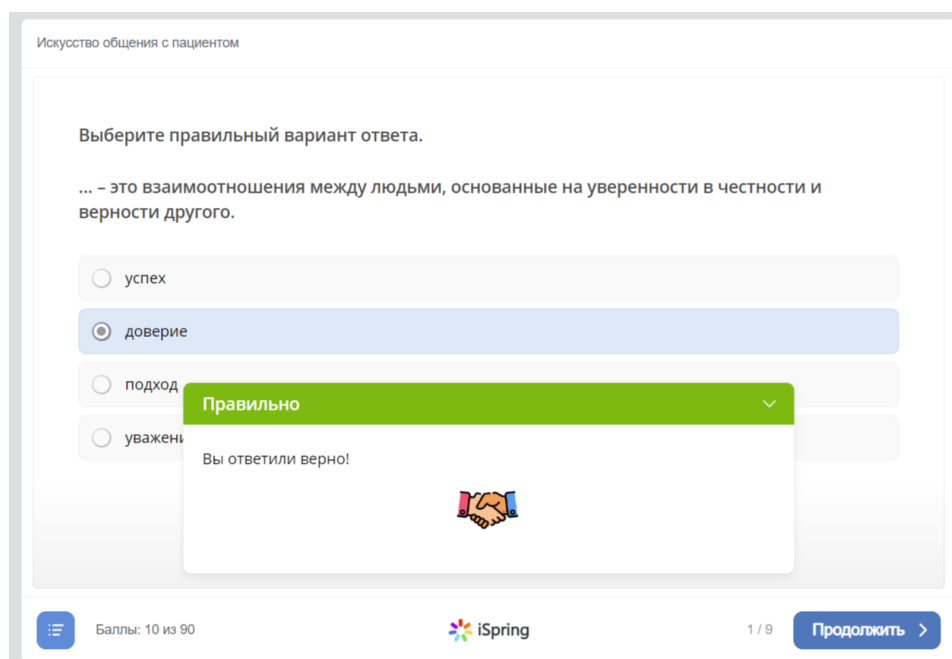 Искусство общения с пациентом
Выберите правильный вариант ответа.
... – это взаимоотношения между людьми, основанные на уверенности в честности и
верности другого.
успех
доверие
подход
Правильно
Вы ответили верно!
Баллы: 10 из 90
iSpring
1 / 9
Продолжить